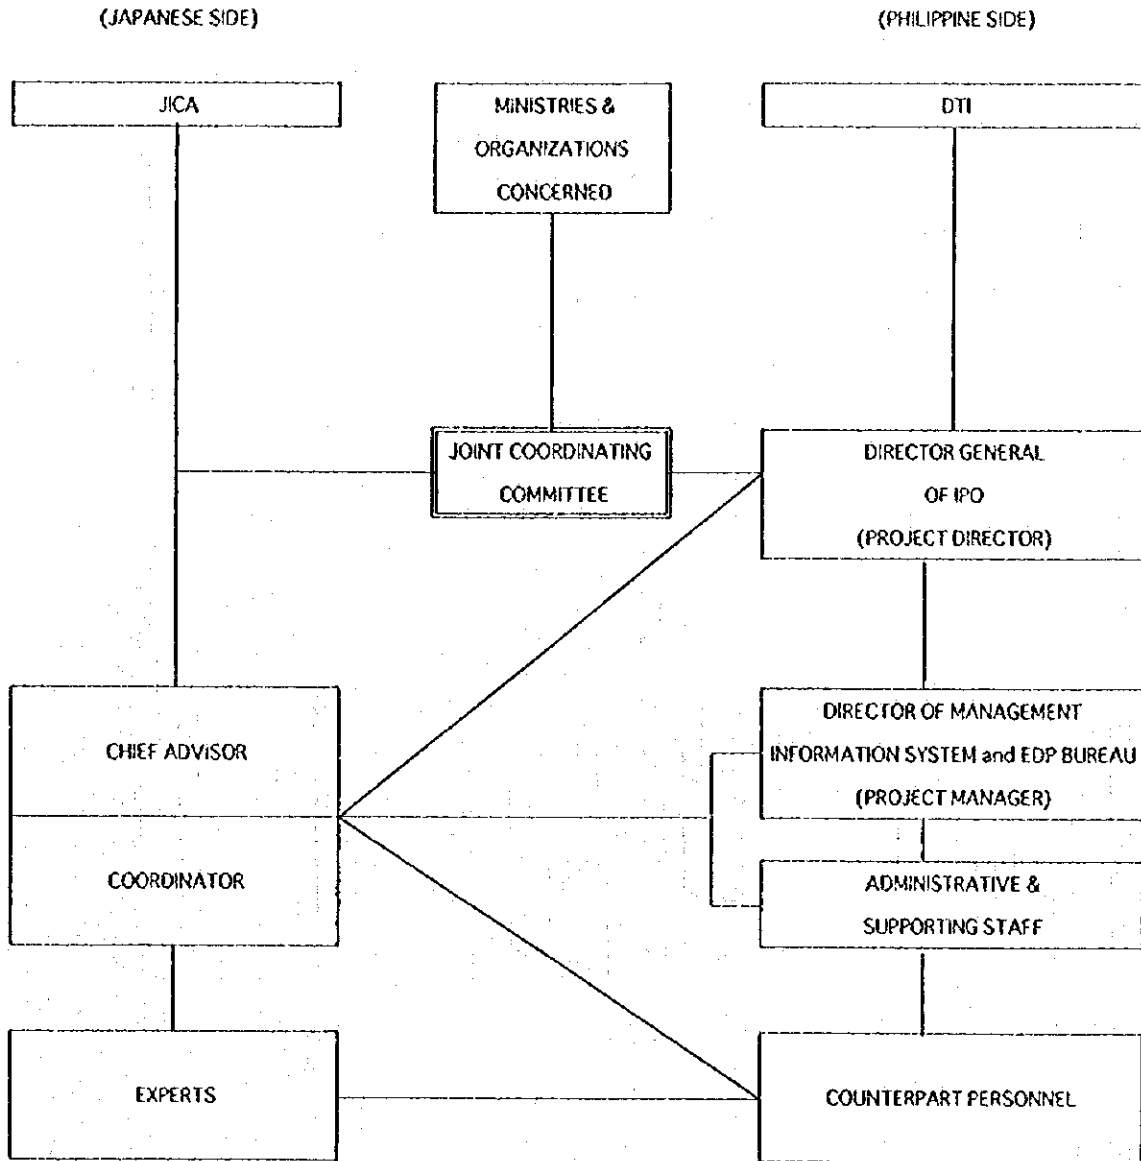 (JAPANESE SIDE)
(PHILIPPINE SIDE)
JICA
MINISTRIES &
ORGANIZATIONS
CONCERNED
DTI
JOINT COORDINATING
COMMITTEE
DIRECTOR GENERAL
OF IPO
(PROJECT DIRECTOR)
CHIEF ADVISOR
COORDINATOR
DIRECTOR OF MANAGEMENT
INFORMATION SYSTEM and EDP BUREAU
(PROJECT MANAGER)
ADMINISTRATIVE &
SUPPORTING STAFF
EXPERTS
COUNTERPART PERSONNEL